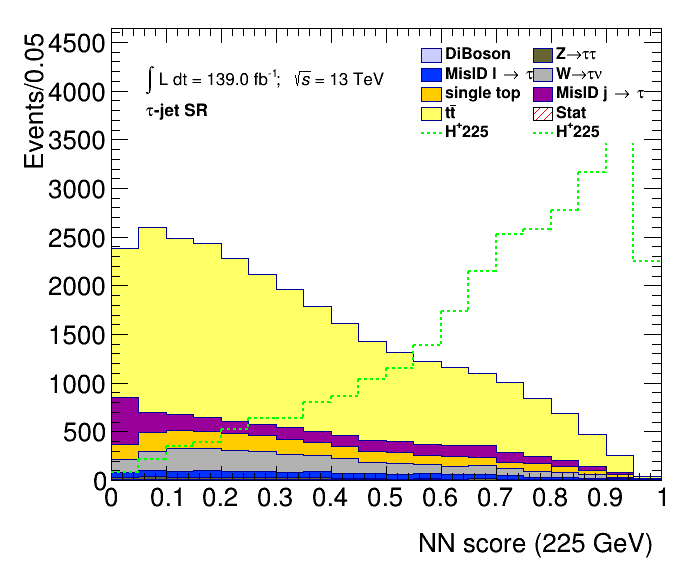 Events/0.05
4500
4000
3500
3000
2500
2000
1500
1000
500
0
∫ L dt = 139.0 fb⁻¹; √s = 13 TeV
τ-jet SR
DiBoson
Z→ττ
MisID l → τ
W→τν
single top
MisID j → τ
tt̄
Stat
H⁺225
H⁺225
0 0.1 0.2 0.3 0.4 0.5 0.6 0.7 0.8 0.9 1
NN score (225 GeV)